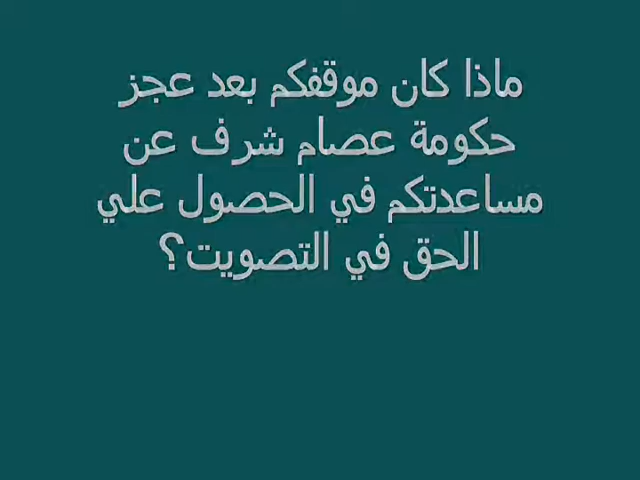 ماذا كان موقفكم بعد عجز
حكومة عصام شرف عن
مساعدتكم في الحصول علي
الحق في التصويت؟